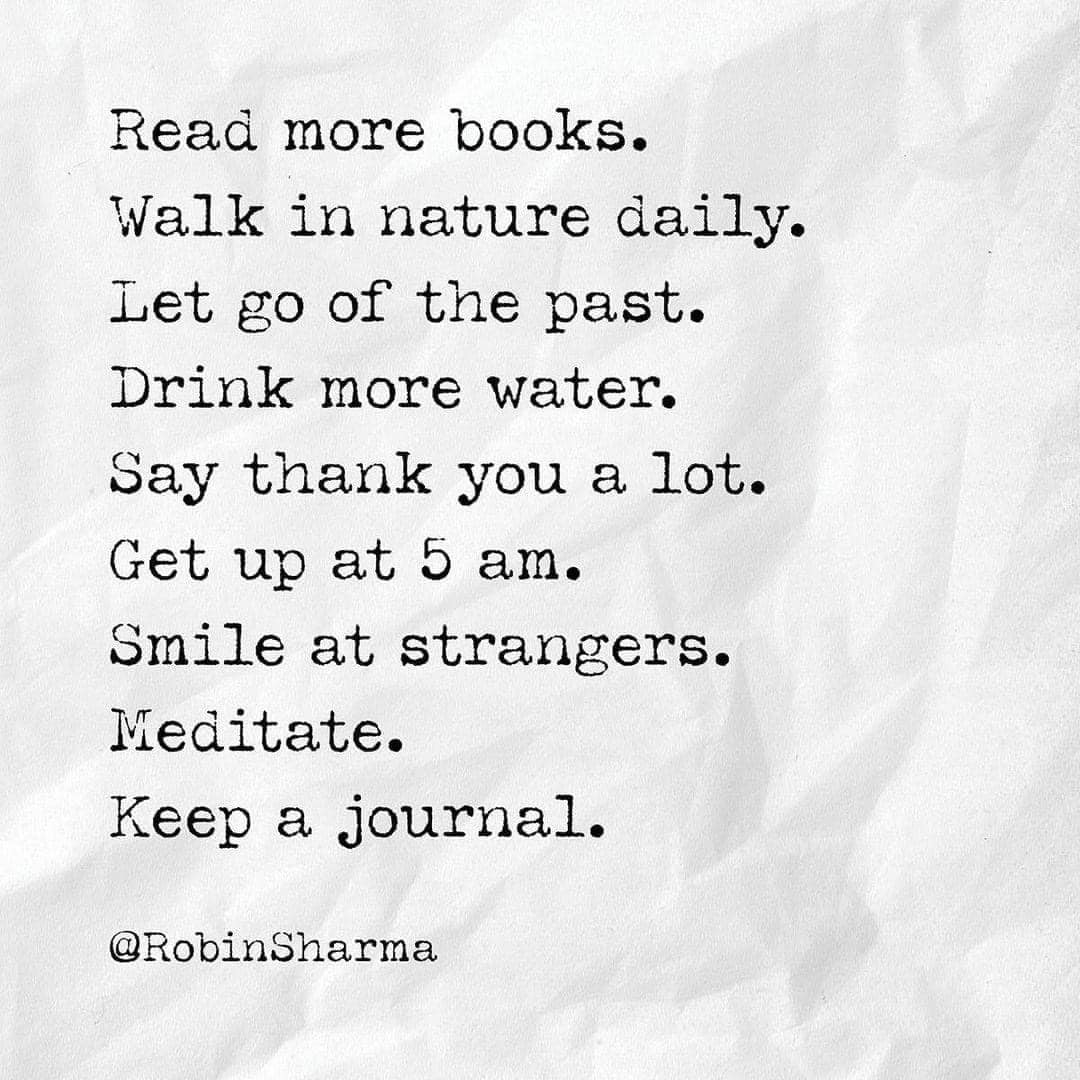 Read more books.
Walk in nature daily.
Let go of the past.
Drink more water.
Say thank you a lot.
Get up at 5 am.
Smile at strangers.
Meditate.
Keep a journal.
@RobinSharma